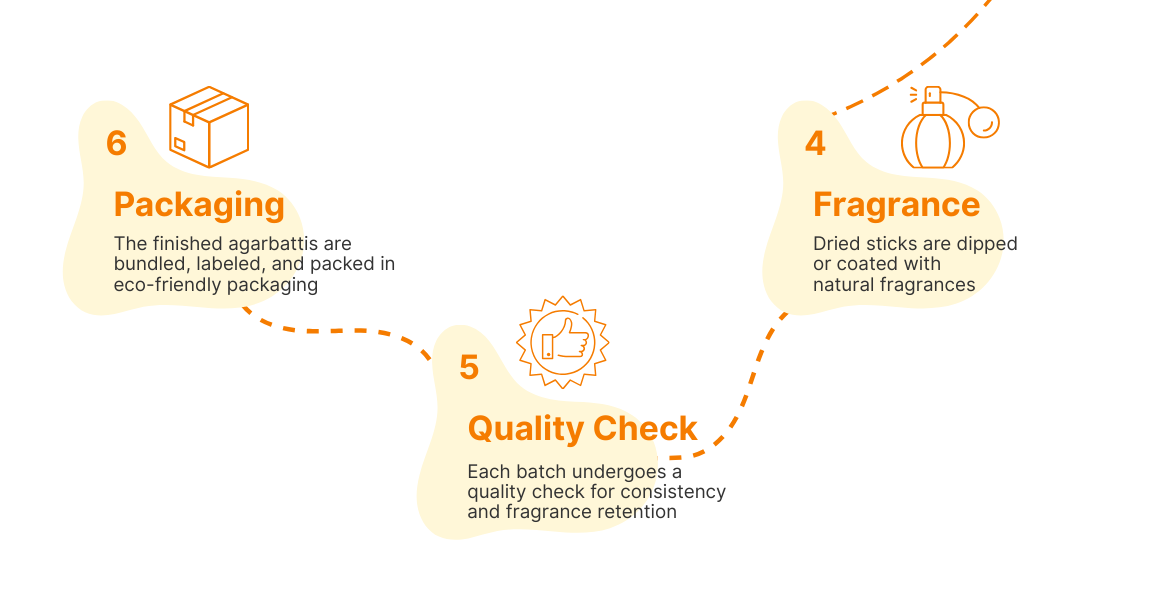 6
Packaging
The finished agarbattis are
bundled, labeled, and packed in
eco-friendly packaging
4
Fragrance
Dried sticks are dipped
or coated with
natural fragrances
5
Quality Check
Each batch undergoes a
quality check for consistency
and fragrance retention